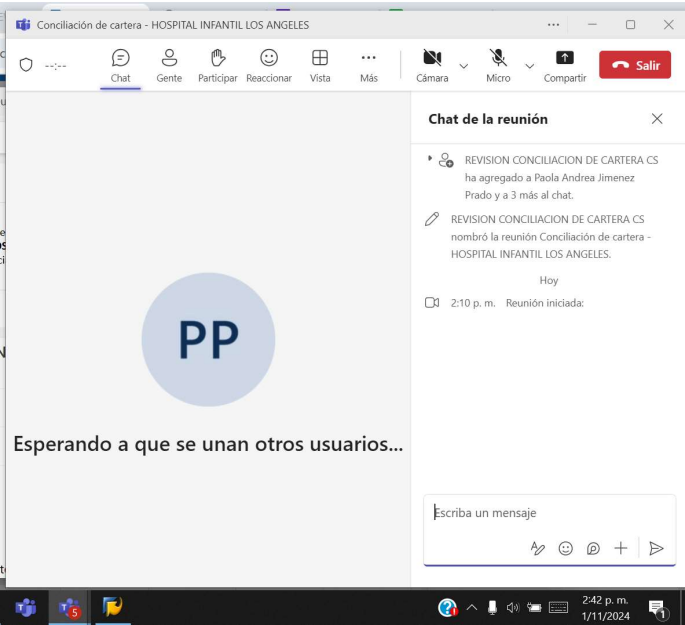 Conciliación de cartera - HOSPITAL INFANTIL LOS ANGELES
--:--
Chat
Gente
Participar
Reaccionar
Vista
Más
Cámara
Micro
Compartir
Salir
PP
Esperando a que se unan otros usuarios...
Chat de la reunión
REVISION CONCILIACION DE CARTERA CS
ha agregado a Paola Andrea Jimenez
Prado y a 3 más al chat.
REVISION CONCILIACION DE CARTERA CS
nombró la reunión Conciliación de cartera -
HOSPITAL INFANTIL LOS ANGELES.
Hoy
2:10 p. m. Reunión iniciada:
Escriba un mensaje
5
2:42 p. m.
1/11/2024
1